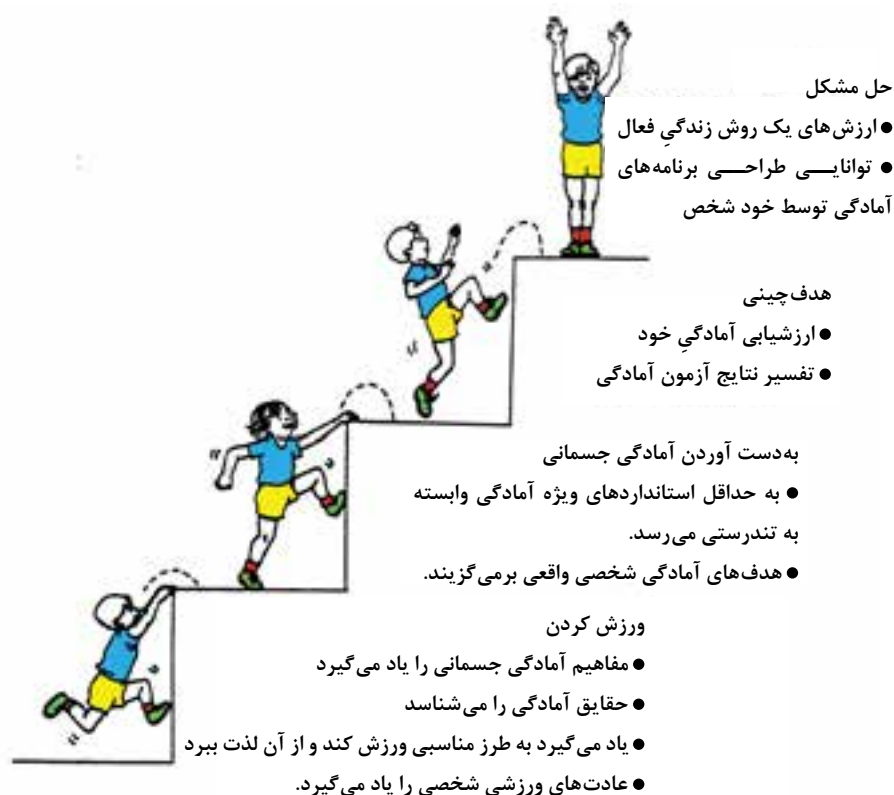 حل مشکل
● ارزش‌های یک روش زندگیِ فعال
● توانایـــی طراحـــی برنامه‌های
آمادگی توسط خود شخص
هدف‌چینی
● ارزشیابی آمادگیِ خود
● تفسیر نتایج آزمون آمادگی
به‌دست آوردن آمادگی جسمانی
● به حداقل استانداردهای ویژه آمادگی وابسته
به تندرستی می‌رسد.
● هدف‌های آمادگی شخصی واقعی برمی‌گزیند.
ورزش کردن
● مفاهیم آمادگی جسمانی را یاد می‌گیرد
● حقایق آمادگی را می‌شناسد
● یاد می‌گیرد به طرز مناسبی ورزش کند و از آن لذت ببرد
● عادت‌های ورزشی شخصی را یاد می‌گیرد.